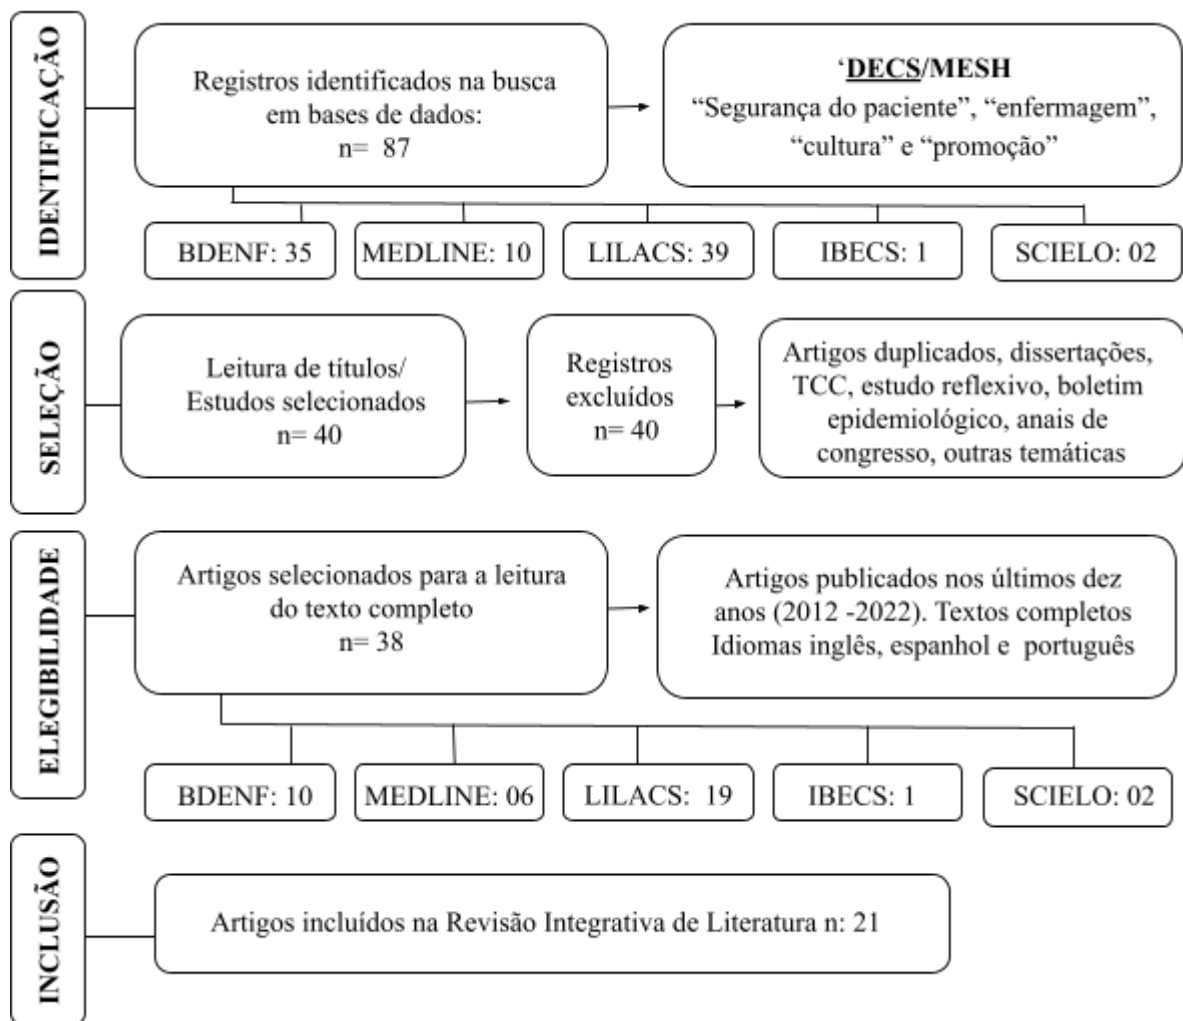 IDENTIFICAÇÃO
Registros identificados na busca
em bases de dados:
n= 87
‘DECS/MESH
“Segurança do paciente”, “enfermagem”,
“cultura” e “promoção”
BDENF: 35
MEDLINE: 10
LILACS: 39
IBECS: 1
SCIELO: 02
SELEÇÃO
Leitura de títulos/
Estudos selecionados
n= 40
Registros
excluídos
n= 40
Artigos duplicados, dissertações,
TCC, estudo reflexivo, boletim
epidemiológico, anais de
congresso, outras temáticas
ELEGIBILIDADE
Artigos selecionados para a leitura
do texto completo
n= 38
Artigos publicados nos últimos dez
anos (2012 -2022). Textos completos
Idiomas inglês, espanhol e português
BDENF: 10
MEDLINE: 06
LILACS: 19
IBECS: 1
SCIELO: 02
INCLUSÃO
Artigos incluídos na Revisão Integrativa de Literatura n: 21